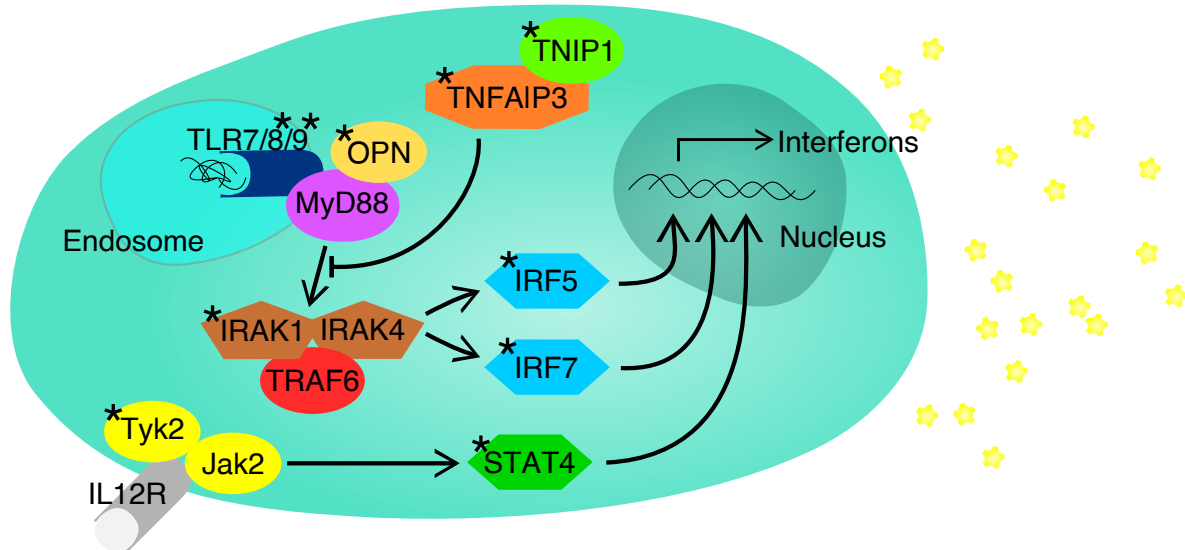 *TNIP1
*TNFAIP3
TLR7/8/9**
*OPN
MyD88
Interferons
Endosome
Nucleus
*IRF5
*IRAK1
IRAK4
*IRF7
TRAF6
*Tyk2
Jak2
*STAT4
IL12R